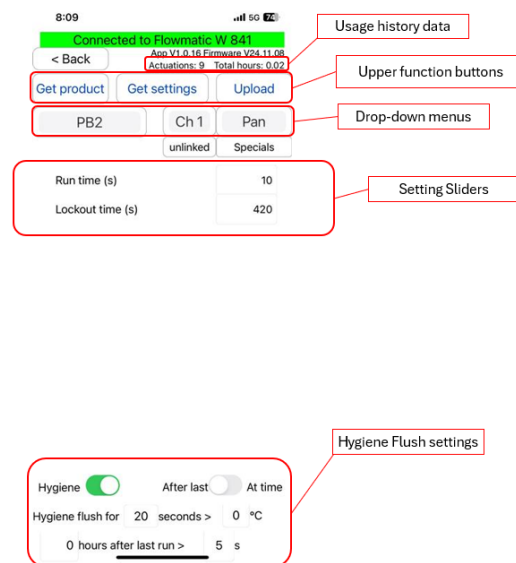 8:09 5G 74
Usage history data
Connected to Flowmatic W 841
< Back
App V1.0.16 Firmware V24.11.08
Actuations: 9 Total hours: 0.02
Upper function buttons
Get product Get settings Upload
Drop-down menus
PB2 Ch 1 Pan
unlinked Specials
Run time (s) 10
Setting Sliders
Lockout time (s) 420
Hygiene Flush settings
Hygiene After last At time
Hygiene flush for 20 seconds > 0 °C
0 hours after last run > 5 s